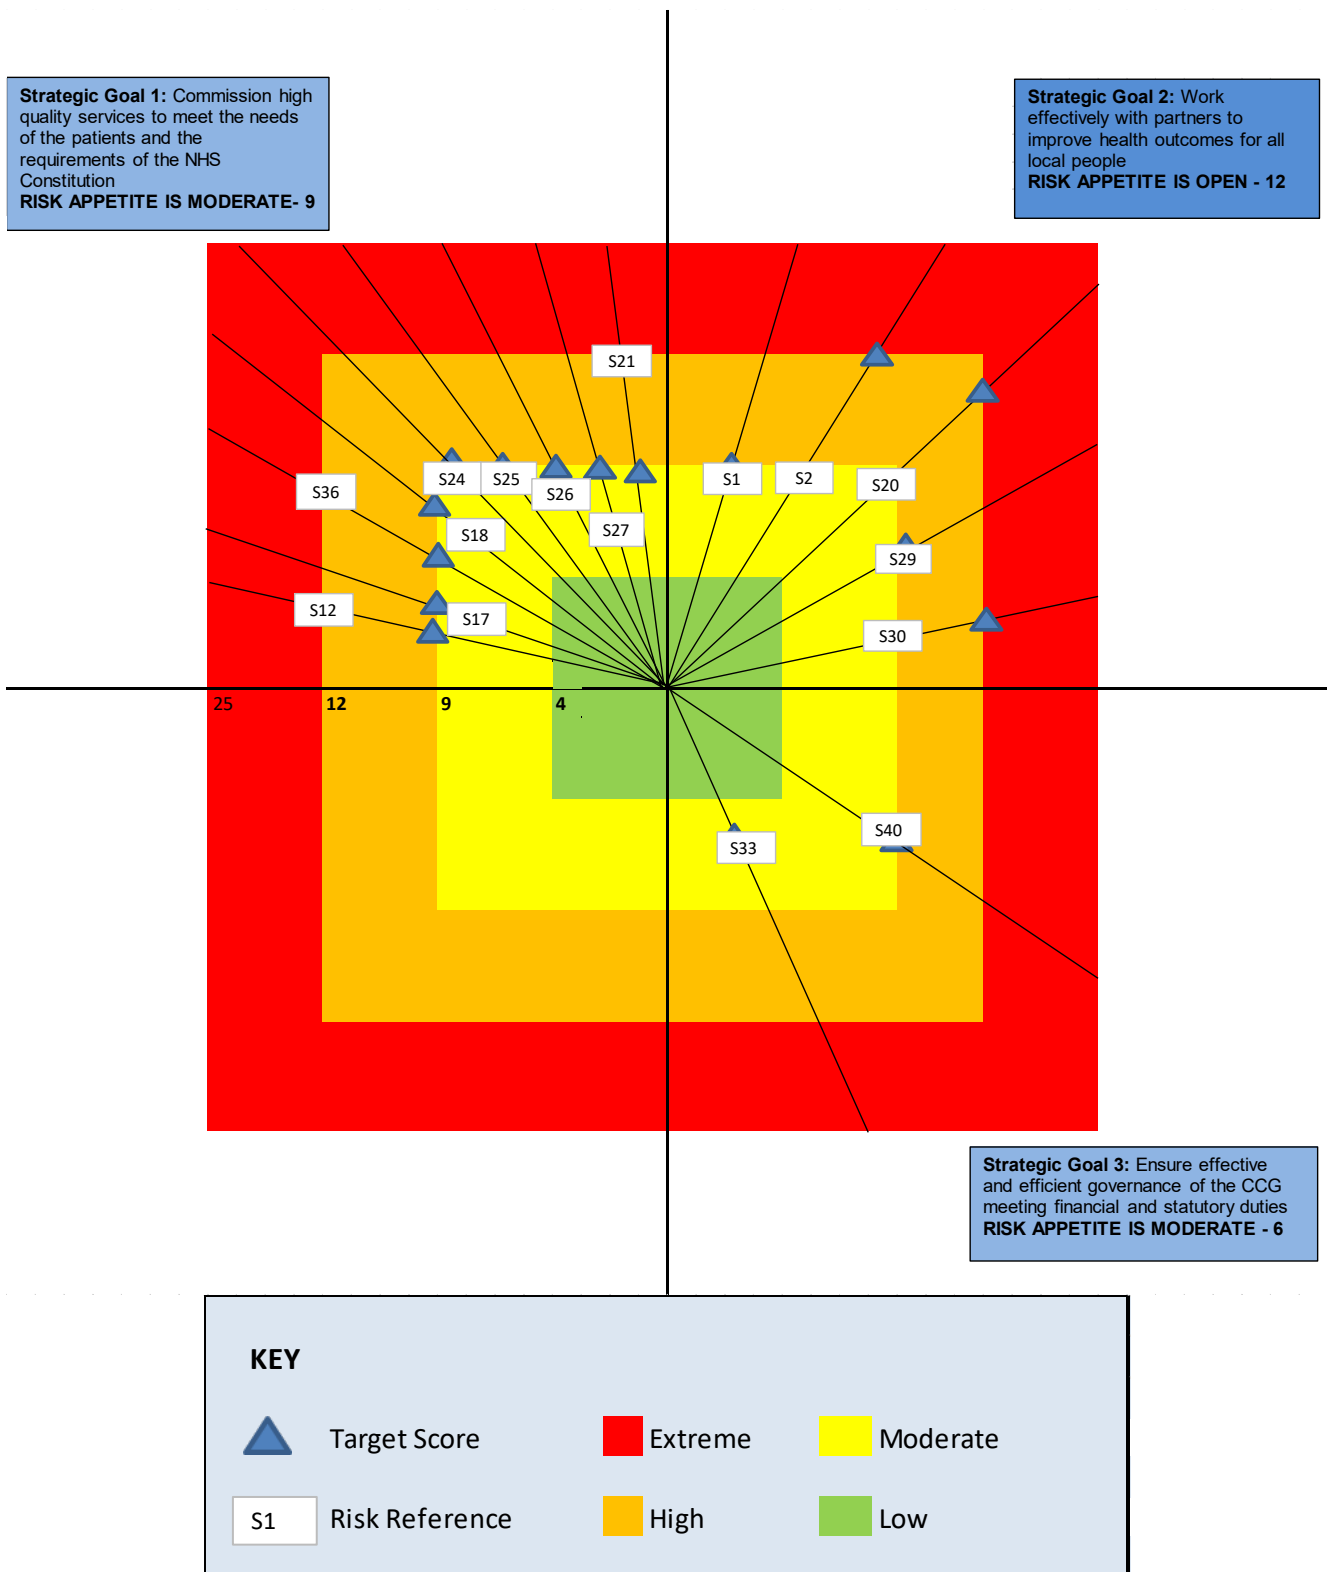 Strategic Goal 1: Commission high
quality services to meet the needs
of the patients and the
requirements of the NHS
Constitution
RISK APPETITE IS MODERATE- 9
Strategic Goal 2: Work
effectively with partners to
improve health outcomes for all
local people
RISK APPETITE IS OPEN - 12
S21
S24
S25
S26
S27
S1
S2
S20
S36
S18
S29
S12
S17
S30
25
12
9
4
S33
S40
Strategic Goal 3: Ensure effective
and efficient governance of the CCG
meeting financial and statutory duties
RISK APPETITE IS MODERATE - 6
KEY
Target Score
Extreme
Moderate
S1
Risk Reference
High
Low